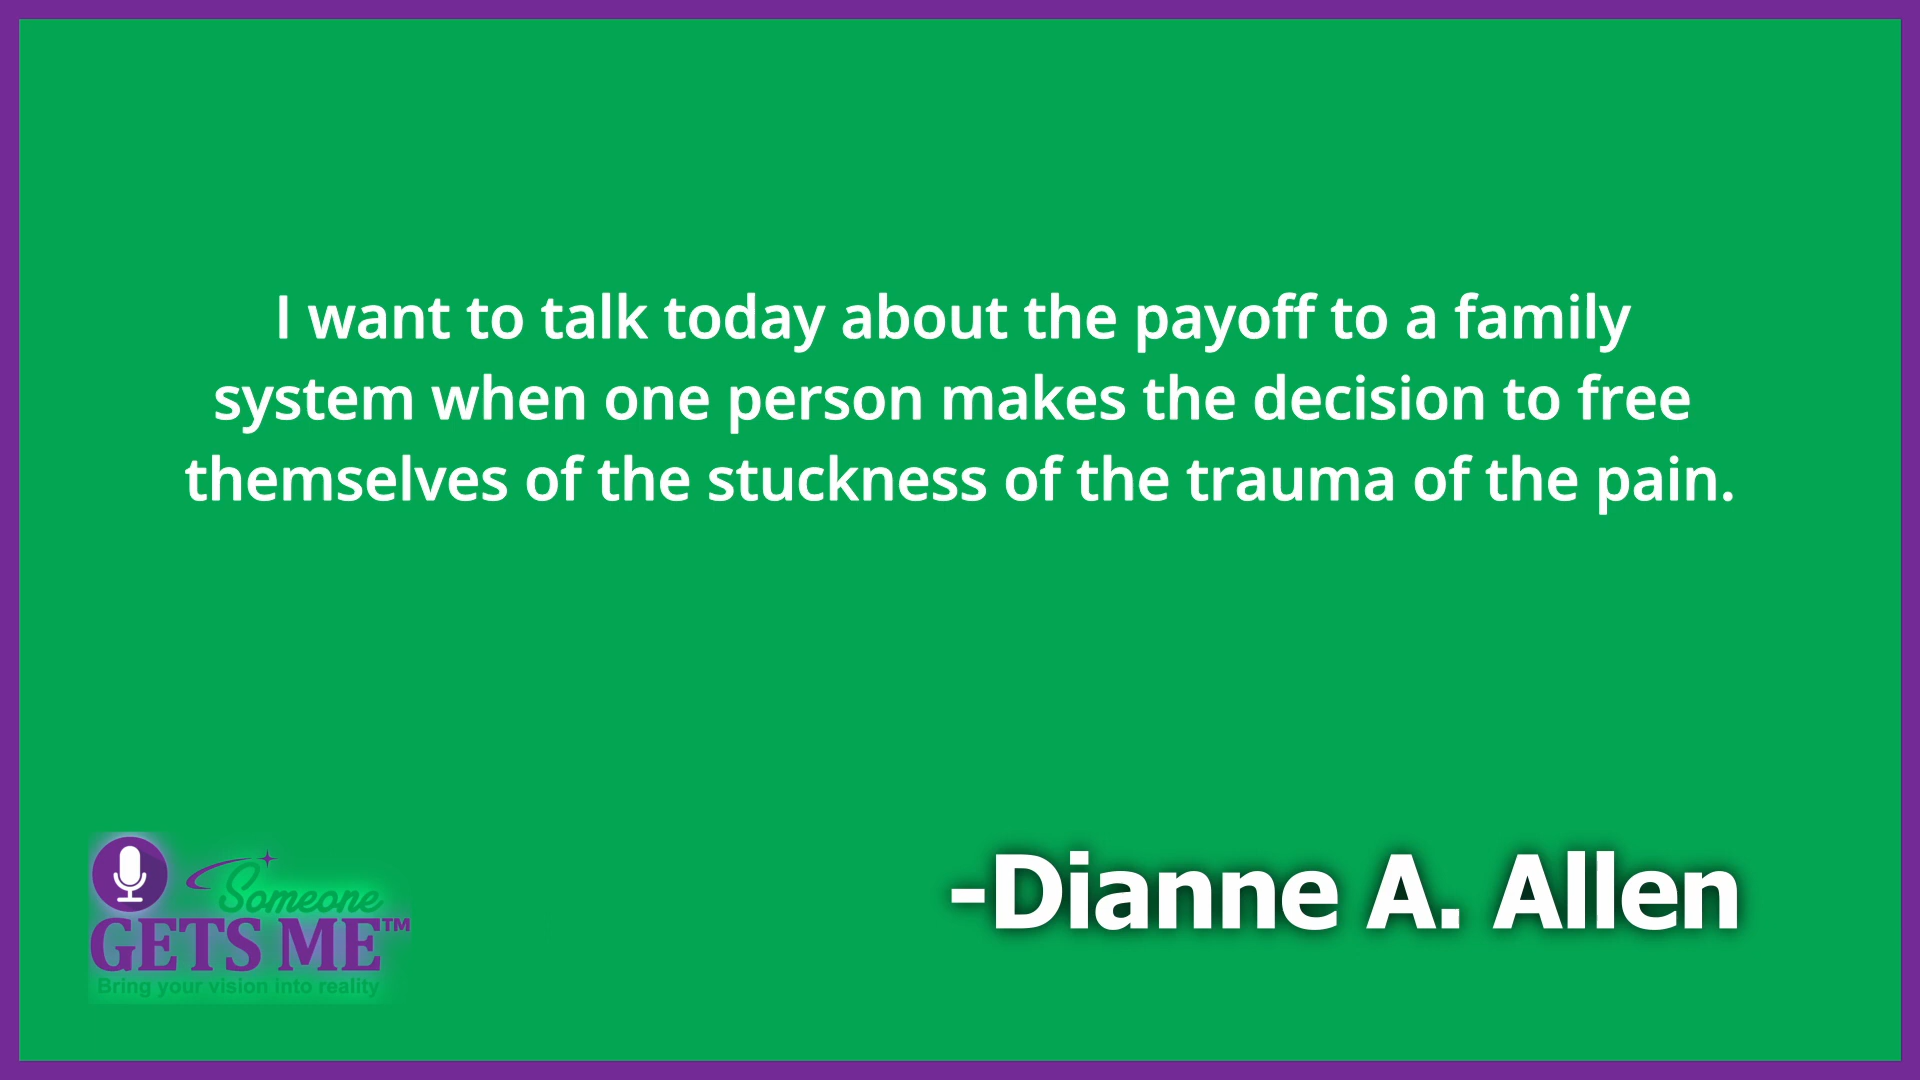 I want to talk today about the payoff to a family
system when one person makes the decision to free
themselves of the stuckness of the trauma of the pain.
-Dianne A. Allen
Someone
GETS ME™
Bring your vision into reality